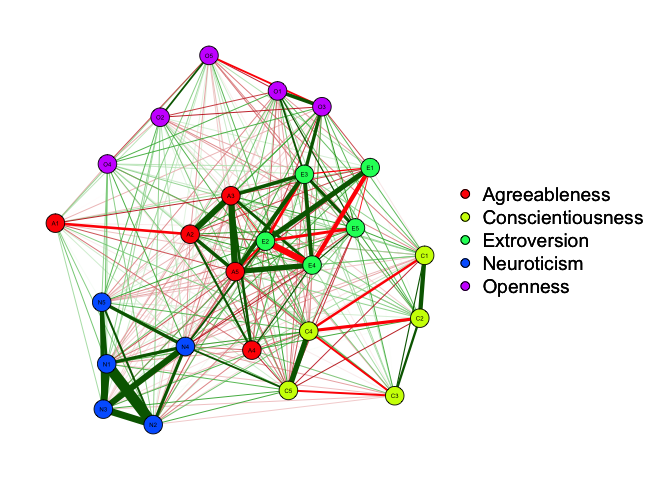 O5
O1
O3
O2
O4
E1
E3
A3
A1
A2
E5
E2
C1
E4
A5
N5
C2
C4
N4
A4
N1
C5
C3
N3
N2
Agreeableness
Conscientiousness
Extroversion
Neuroticism
Openness